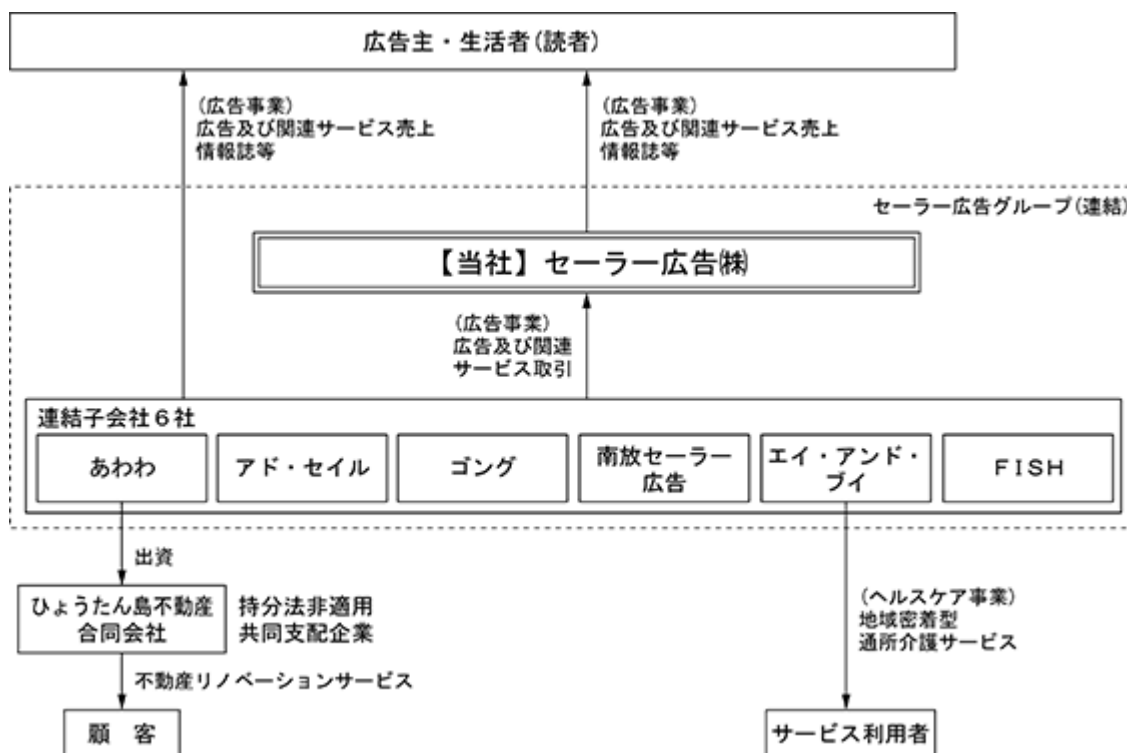 広告主・生活者(読者)
(広告事業)
広告及び関連サービス売上
情報誌等
(広告事業)
広告及び関連サービス売上
情報誌等
セーラー広告グループ(連結)
【当社】セーラー広告㈱
(広告事業)
広告及び関連
サービス取引
連結子会社6社
あわわ
アド・セイル
ゴング
南放セーラー
広告
エイ・アンド・
ブイ
FISH
出資
ひょうたん島不動産
合同会社
持分法非適用
共同支配企業
(ヘルスケア事業)
地域密着型
通所介護サービス
不動産リノベーションサービス
顧 客
サービス利用者